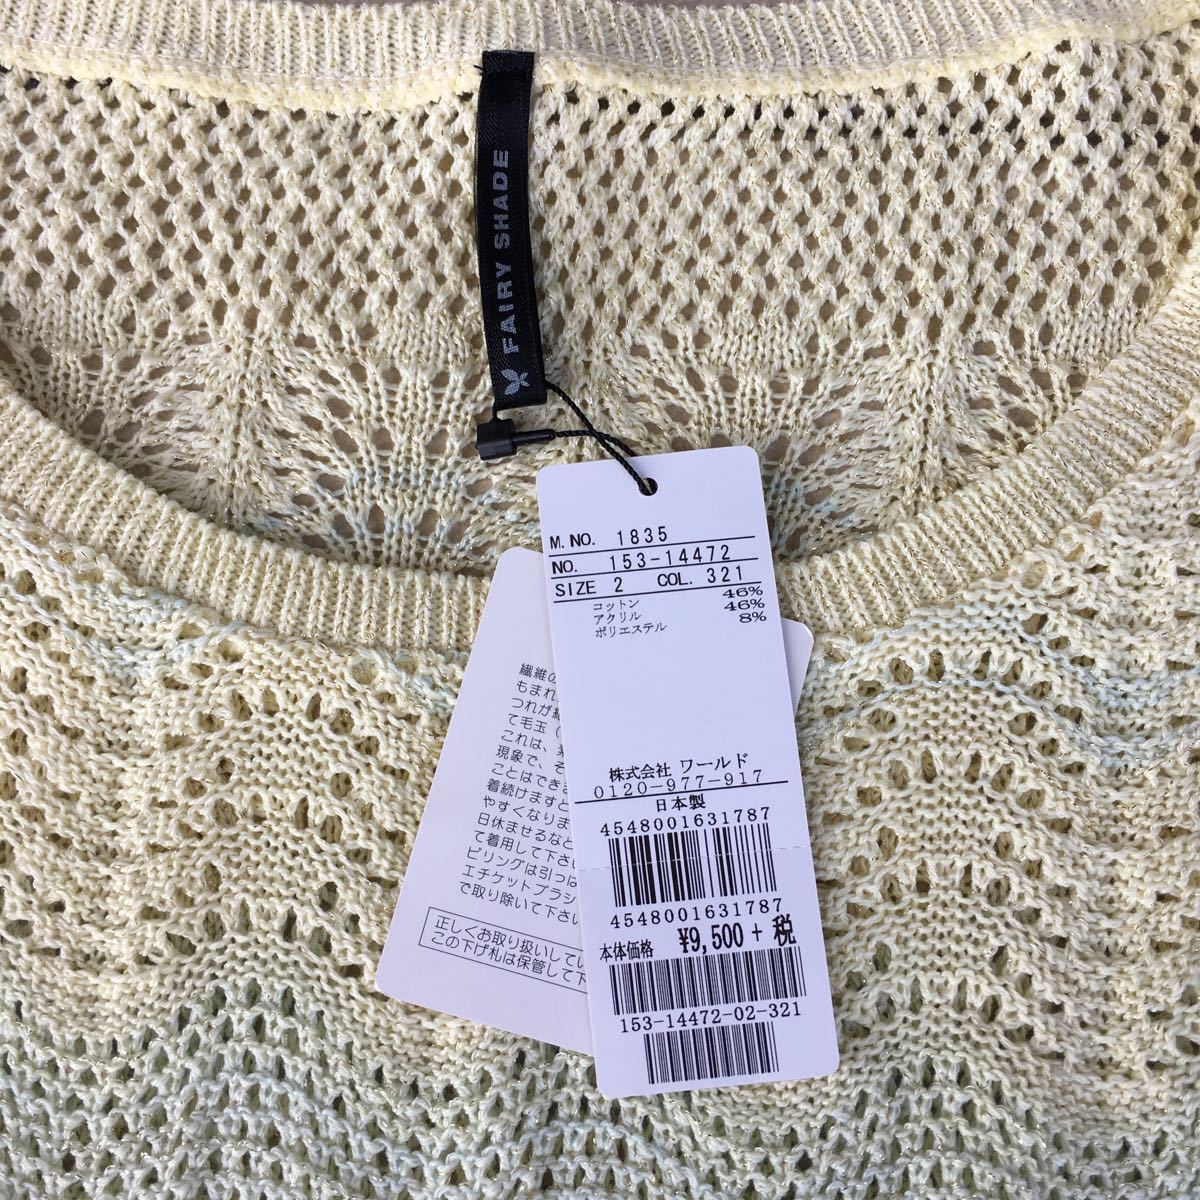 FAIRY SHADE
M. NO. 1835
NO. 153-14472
SIZE 2 COL. 321
コットン 46%
アクリル 46%
ポリエステル 8%
株式会社 ワールド
0120-977-917
日本製
4548001631787
4548001631787
本体価格 ¥9,500 + 税
153-14472-02-321
繊維の
もまれ
つれが
て毛玉（
これは、
現象で、そ
ことはでき
着続けますと
やすくなりま
日休ませるなど
て着用して下さい
ピリングは引っぱ
エチケットブラシ
で取り除いて下さい
正しくお取り扱いしてい
この下げ札は保管して下